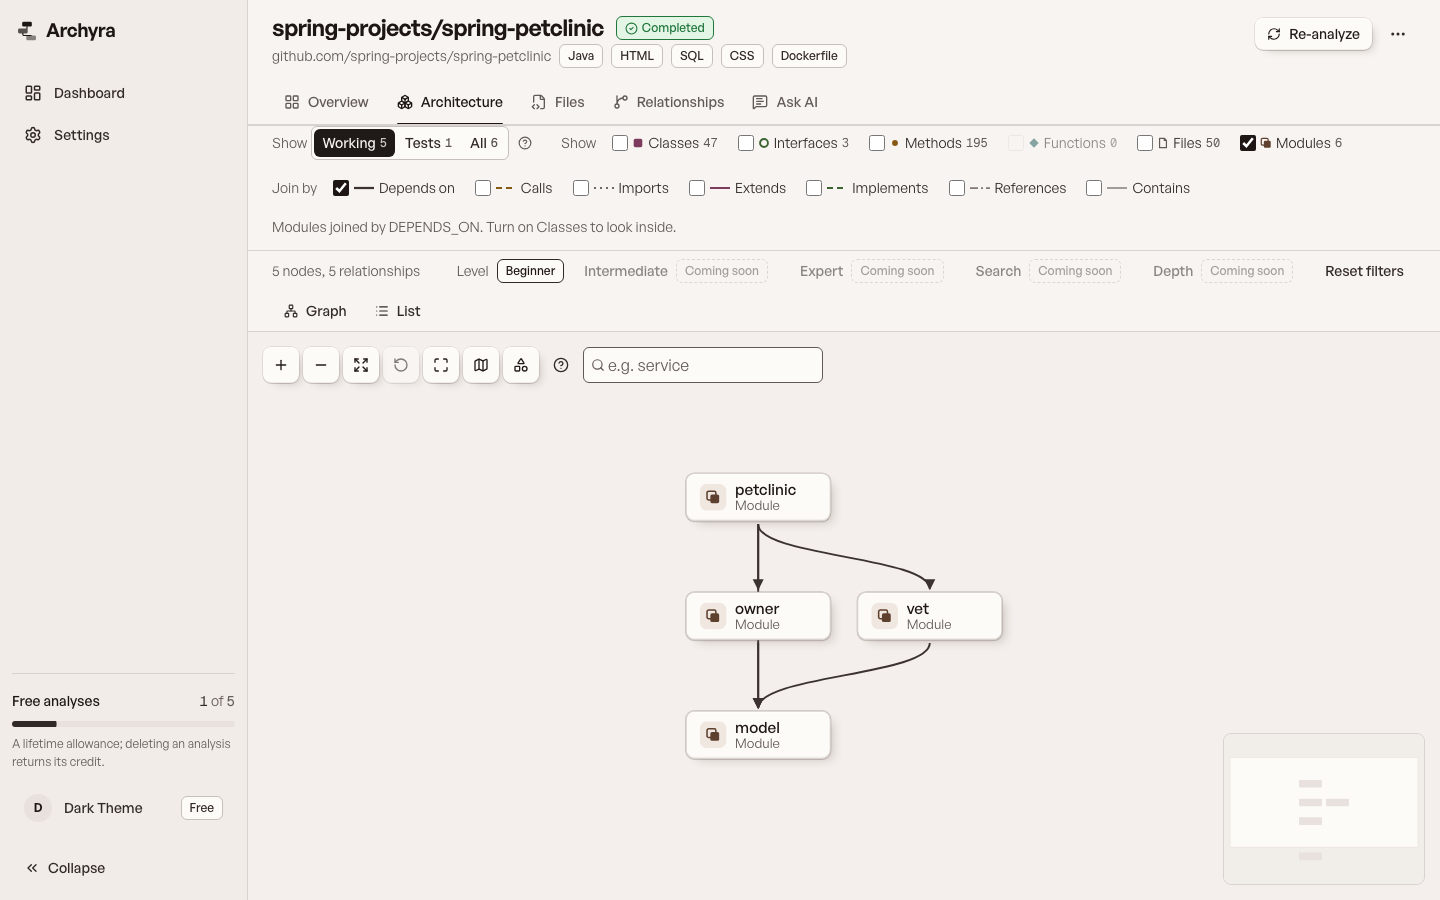 Archyra
Dashboard
Settings
Free analyses 1 of 5
A lifetime allowance; deleting an analysis
returns its credit.
D Dark Theme Free
Collapse
spring-projects/spring-petclinic Completed
github.com/spring-projects/spring-petclinic Java HTML SQL CSS Dockerfile
Re-analyze
Overview Architecture Files Relationships Ask AI
Show Working 5 Tests 1 All 6 Show Classes 47 Interfaces 3 Methods 195 Functions 0 Files 50 Modules 6
Join by Depends on Calls Imports Extends Implements References Contains
Modules joined by DEPENDS_ON. Turn on Classes to look inside.
5 nodes, 5 relationships Level Beginner Intermediate Coming soon Expert Coming soon Search Coming soon Depth Coming soon Reset filters
Graph List
e.g. service
petclinic
Module
owner
Module
vet
Module
model
Module